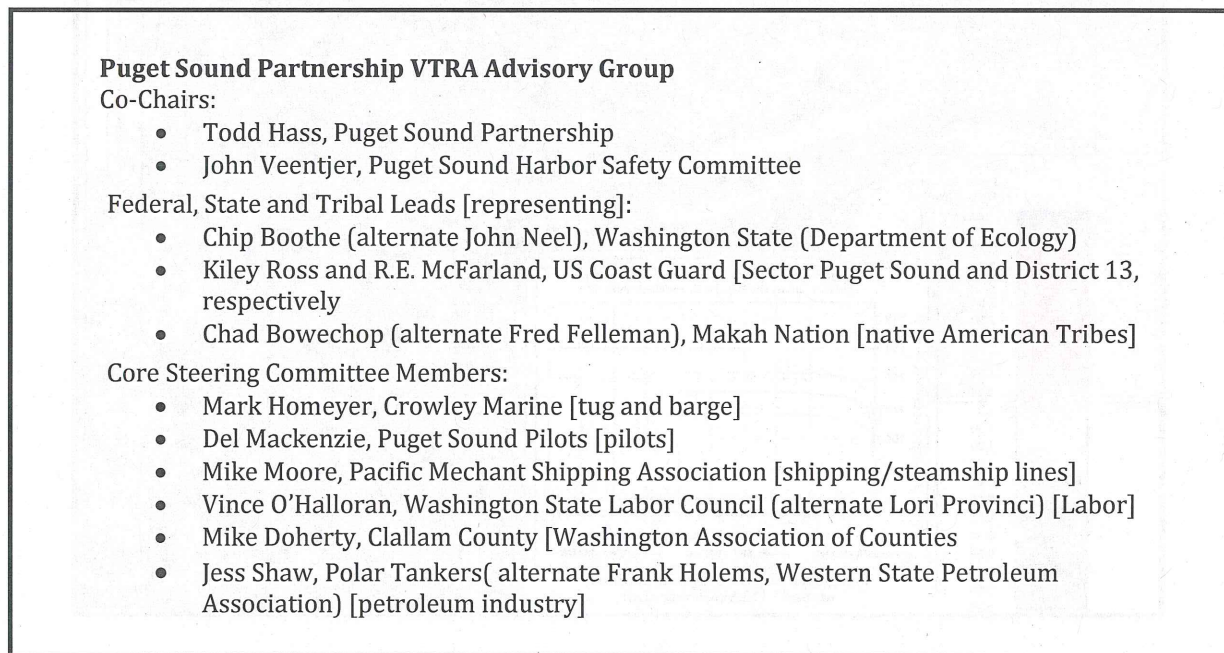 Puget Sound Partnership VTRA Advisory Group
Co-Chairs:
• Todd Hass, Puget Sound Partnership
• John Veentjer, Puget Sound Harbor Safety Committee
Federal, State and Tribal Leads [representing]:
• Chip Boothe (alternate John Neel), Washington State (Department of Ecology)
• Kiley Ross and R.E. McFarland, US Coast Guard [Sector Puget Sound and District 13,
respectively
• Chad Bowechop (alternate Fred Felleman), Makah Nation [native American Tribes]
Core Steering Committee Members:
• Mark Homeyer, Crowley Marine [tug and barge]
• Del Mackenzie, Puget Sound Pilots [pilots]
• Mike Moore, Pacific Mechant Shipping Association [shipping/steamship lines]
• Vince O'Halloran, Washington State Labor Council (alternate Lori Provinci) [Labor]
• Mike Doherty, Clallam County [Washington Association of Counties
• Jess Shaw, Polar Tankers( alternate Frank Holems, Western State Petroleum
Association) [petroleum industry]